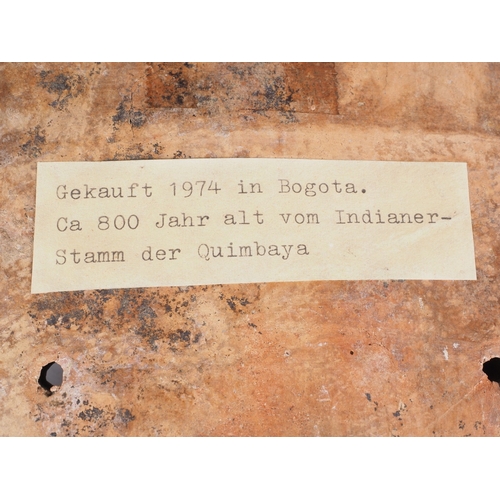 Gekauft 1974 in Bogota.
Ca 800 Jahr alt vom Indianer-
Stamm der Quimbaya